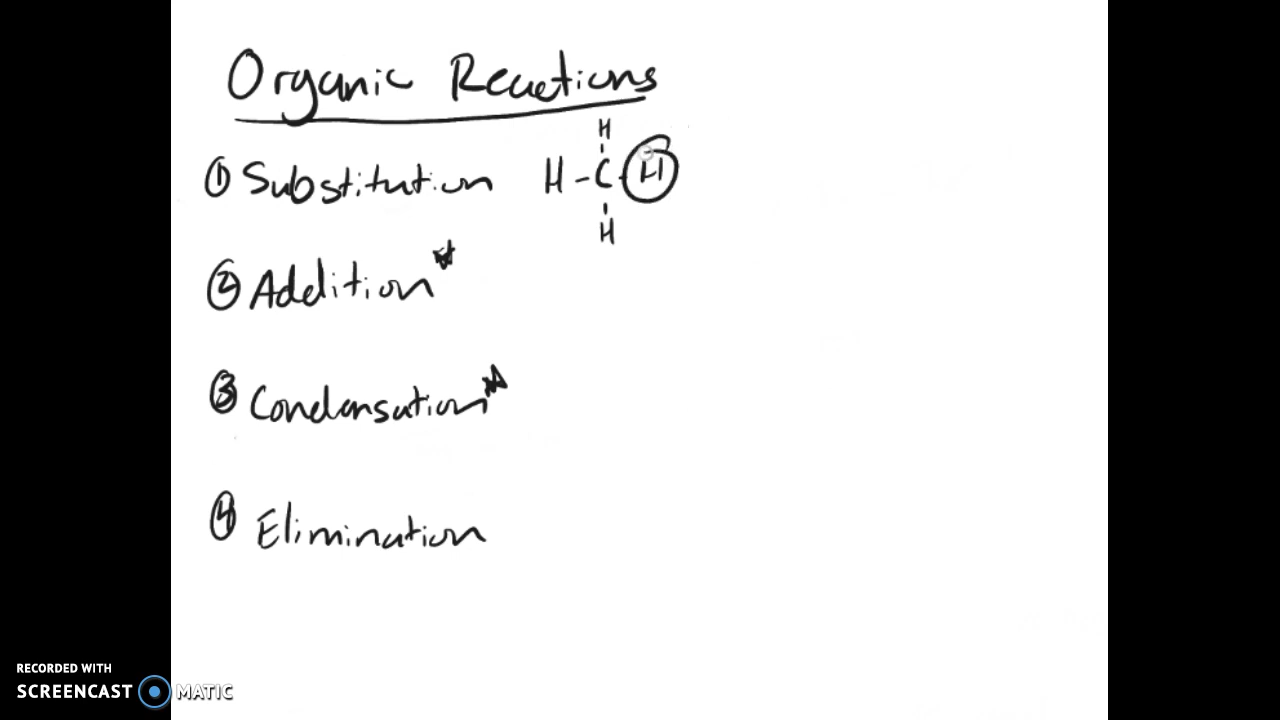 Organic Reactions
H
① Substitution H - C - H
H
② Addition*
③ Condensation*
④ Elimination
RECORDED WITH
SCREENCAST MATIC